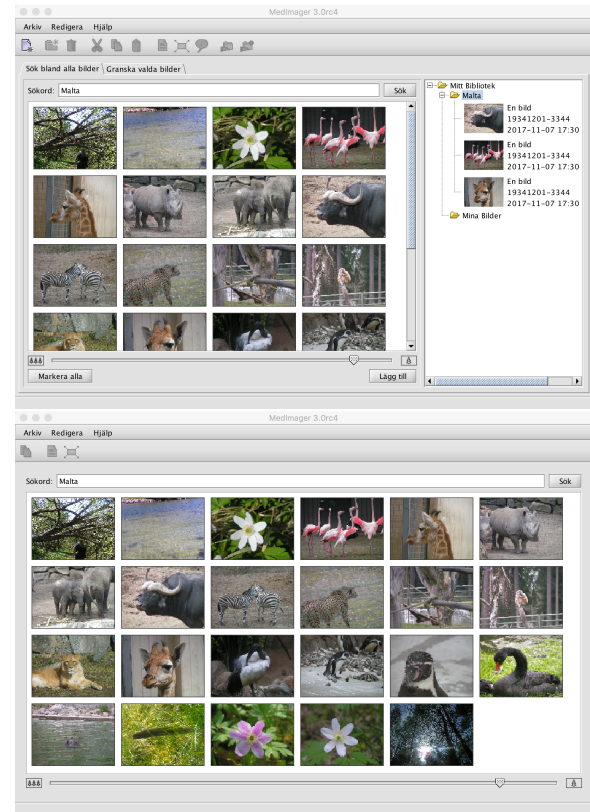 MedImager 3.0rc4
Arkiv Redigera Hjälp
Sök bland alla bilder Granska valda bilder
Sökord: Malta Sök
Mitt Bibliotek
Malta
En bild
19341201-3344
2017-11-07 17:30
En bild
19341201-3344
2017-11-07 17:30
En bild
19341201-3344
2017-11-07 17:30
Mina Bilder
Markera alla Lägg till
MedImager 3.0rc4
Arkiv Redigera Hjälp
Sökord: Malta Sök